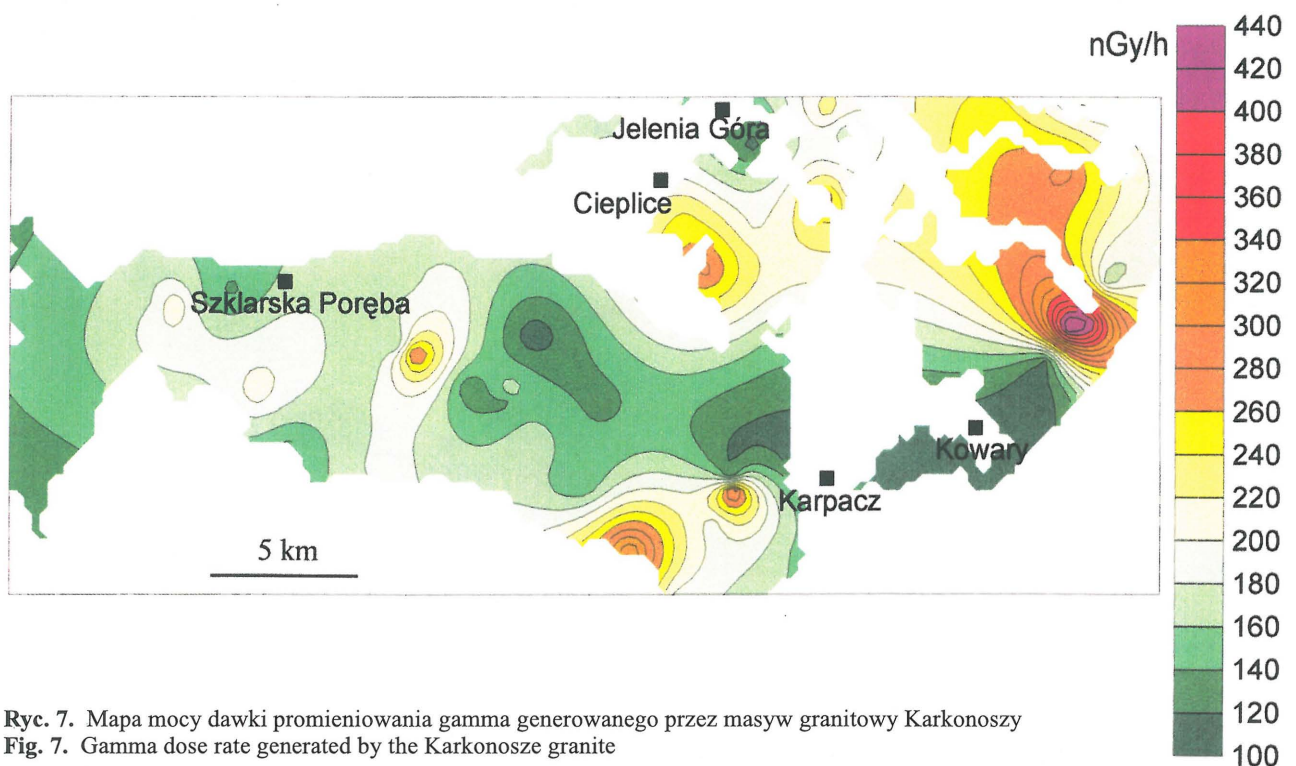 nGy/h
440
420
400
380
360
340
320
300
280
260
240
220
200
180
160
140
120
100
Jelenia Góra
Cieplice
Szklarska Poręba
Kowary
Karpacz
5 km
Ryc. 7. Mapa mocy dawki promieniowania gamma generowanego przez masyw granitowy Karkonoszy
Fig. 7. Gamma dose rate generated by the Karkonosze granite